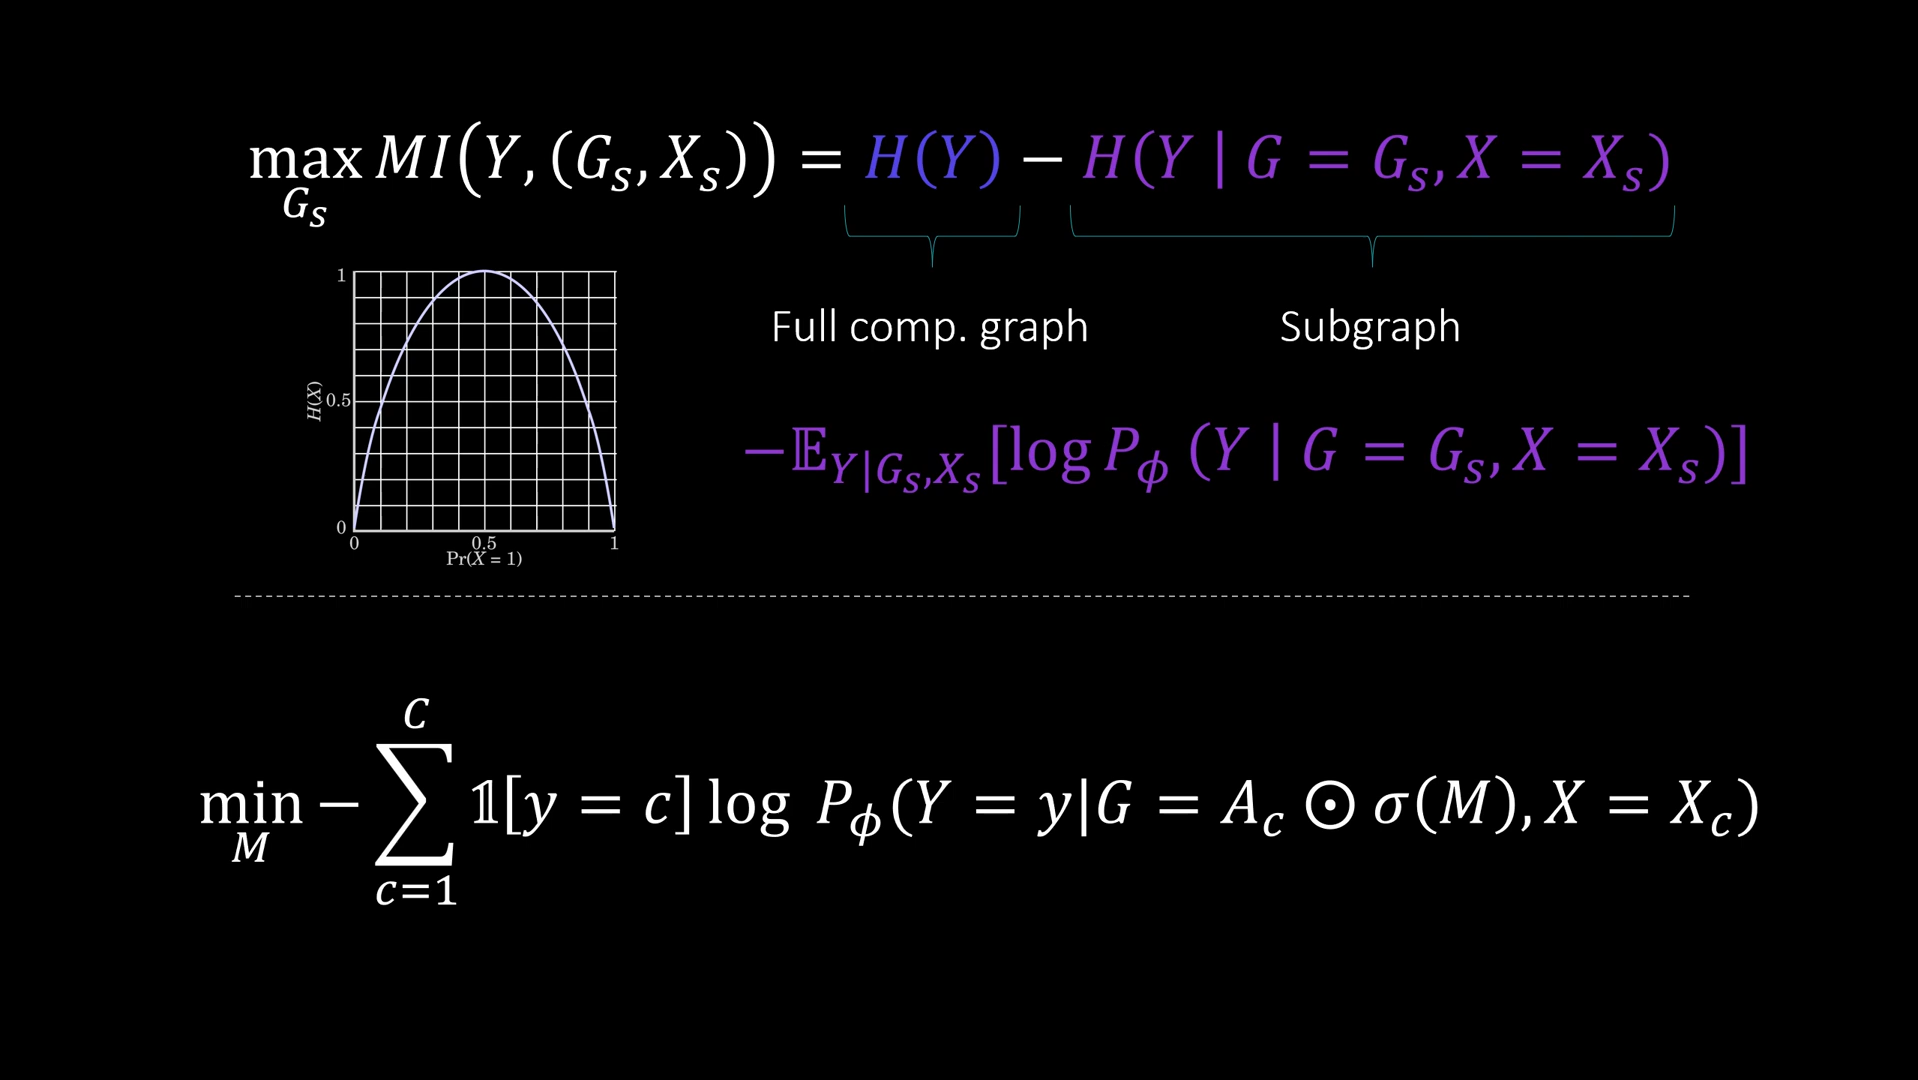 max MI(Y, (G_s, X_s)) = H(Y) − H(Y | G = G_s, X = X_s)
G_s
Full comp. graph
Subgraph
1
0.5
0
H(X)
0
0.5
1
Pr(X = 1)
−𝔼_{Y|G_s,X_s}[log P_ϕ (Y | G = G_s, X = X_s)]
C
min − ∑ 𝟙[y = c] log P_ϕ(Y = y|G = A_c ⊙ σ(M), X = X_c)
M
c=1